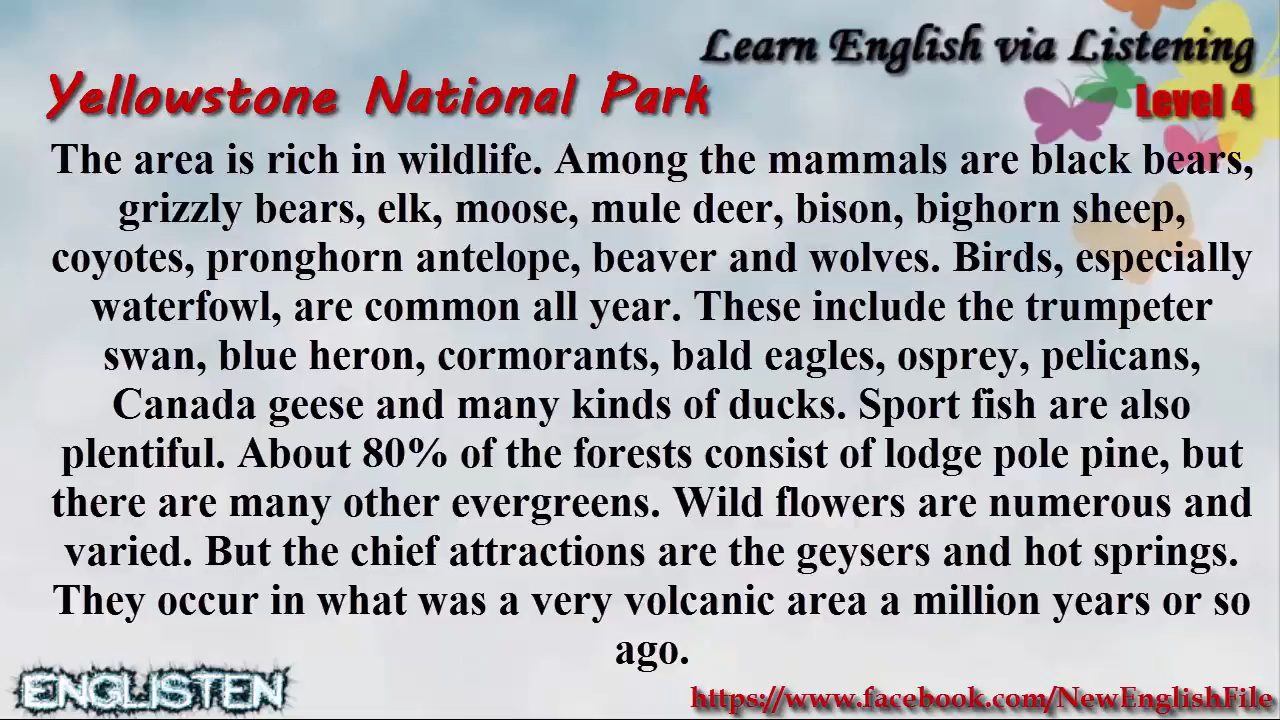 Learn English via Listening
Yellowstone National Park
Level 4
The area is rich in wildlife. Among the mammals are black bears,
grizzly bears, elk, moose, mule deer, bison, bighorn sheep,
coyotes, pronghorn antelope, beaver and wolves. Birds, especially
waterfowl, are common all year. These include the trumpeter
swan, blue heron, cormorants, bald eagles, osprey, pelicans,
Canada geese and many kinds of ducks. Sport fish are also
plentiful. About 80% of the forests consist of lodge pole pine, but
there are many other evergreens. Wild flowers are numerous and
varied. But the chief attractions are the geysers and hot springs.
They occur in what was a very volcanic area a million years or so
ago.
ENGLISTEN
https://www.facebook.com/NewEnglishFile